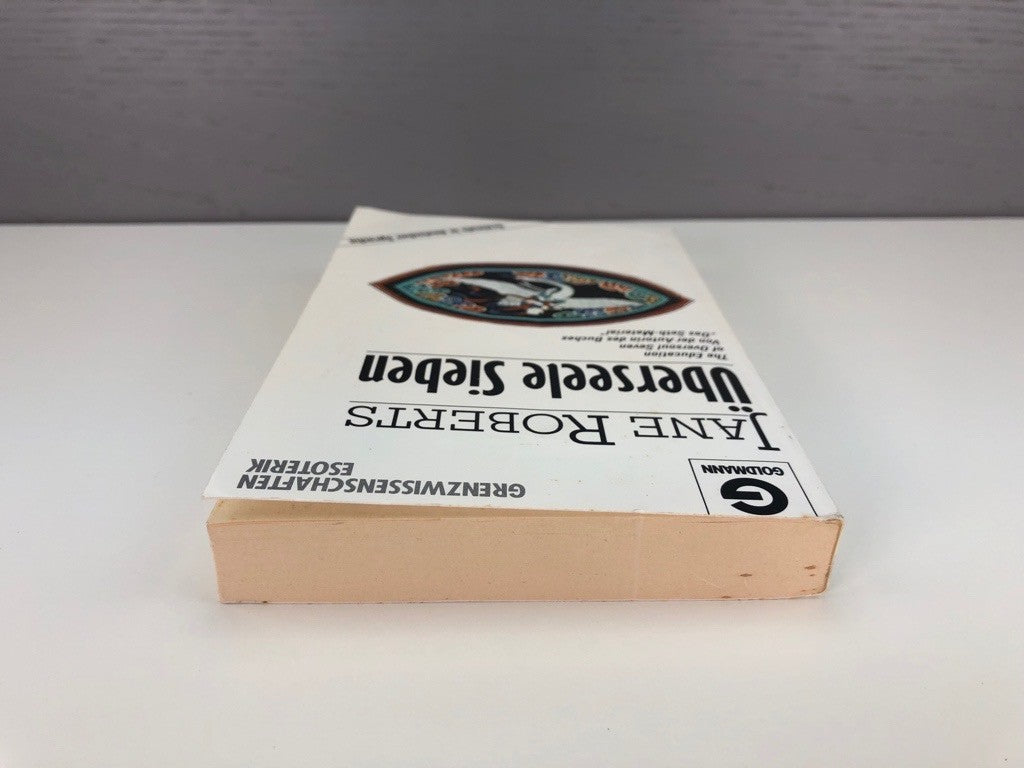 G
GOLDMANN
GRENZWISSENSCHAFTEN
ESOTERIK
JANE ROBERTS
Überseele Sieben
The Education
of Oversoul Seven
Von der Autorin des Buches
„Das Seth-Material"